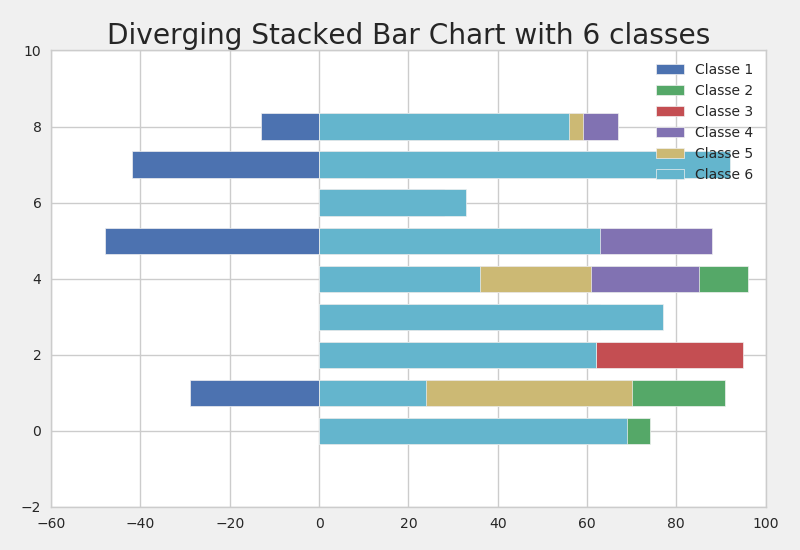 Diverging Stacked Bar Chart with 6 classes
10
8
6
4
2
0
−2
−60
−40
−20
0
20
40
60
80
100
Classe 1
Classe 2
Classe 3
Classe 4
Classe 5
Classe 6